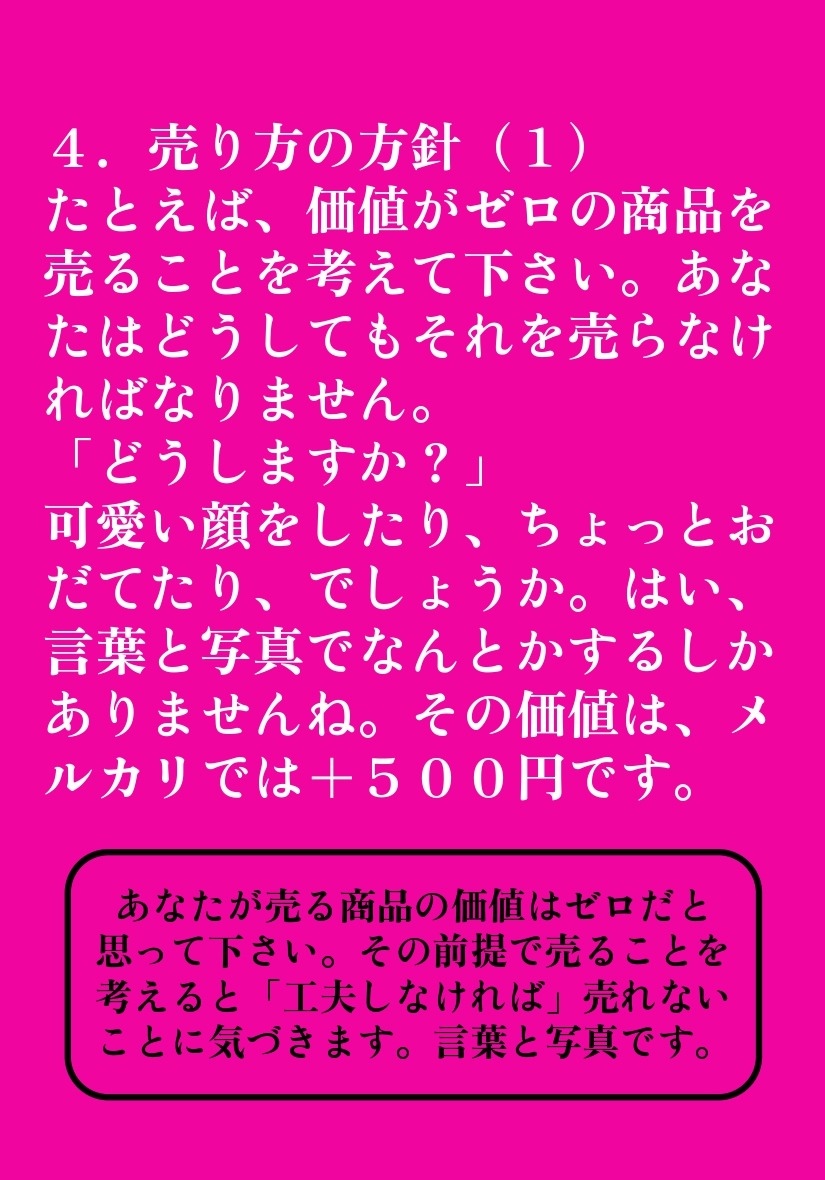 ４．売り方の方針（１）
たとえば、価値がゼロの商品を
売ることを考えて下さい。あな
たはどうしてもそれを売らなけ
ればなりません。
「どうしますか？」
可愛い顔をしたり、ちょっとお
だてたり、でしょうか。はい、
言葉と写真でなんとかするしか
ありませんね。その価値は、メ
ルカリでは＋５００円です。
あなたが売る商品の価値はゼロだと
思って下さい。その前提で売ることを
考えると「工夫しなければ」売れない
ことに気づきます。言葉と写真です。